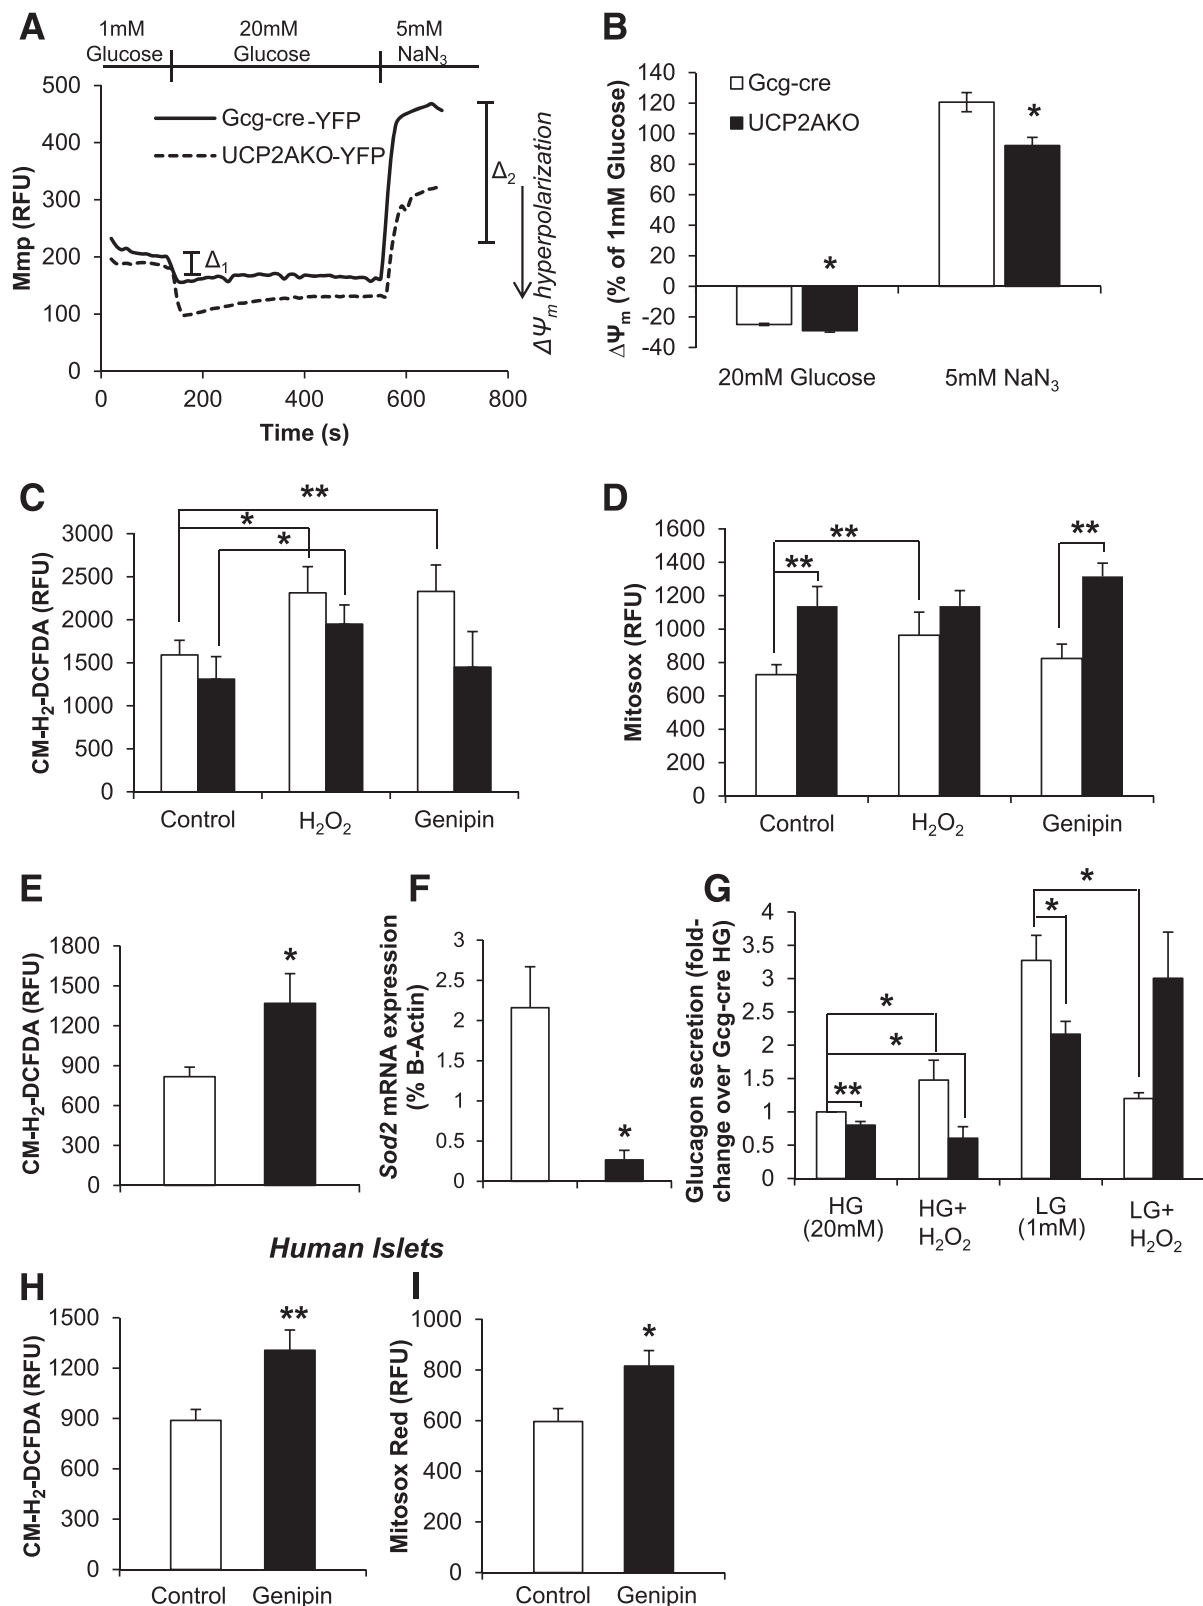 A
1mM
Glucose
20mM
Glucose
5mM
NaN₃
500
400
300
200
100
0
Mmp (RFU)
Gcg-cre-YFP
UCP2AKO-YFP
Δ₁
Δ₂
ΔΨm hyperpolarization
0 200 400 600 800
Time (s)
B
140
120
100
80
60
40
20
0
-20
-40
ΔΨm (% of 1mM Glucose)
Gcg-cre
UCP2AKO
*
*
20mM Glucose 5mM NaN₃
C
3000
2500
2000
1500
1000
500
0
CM-H₂-DCFDA (RFU)
**
*
*
Control H₂O₂ Genipin
D
1600
1400
1200
1000
800
600
400
200
0
Mitosox (RFU)
**
**
**
Control H₂O₂ Genipin
E
1800
1500
1200
900
600
300
0
CM-H₂-DCFDA (RFU)
*
F
3
2.5
2
1.5
1
0.5
0
Sod2 mRNA expression
(% B-Actin)
*
G
4
3.5
3
2.5
2
1.5
1
0.5
0
Glucagon secretion (fold-
change over Gcg-cre HG)
*
*
**
*
*
HG
(20mM)
HG+
H₂O₂
LG
(1mM)
LG+
H₂O₂
Human Islets
H
1500
1200
900
600
300
0
CM-H₂-DCFDA (RFU)
**
Control Genipin
I
1000
800
600
400
200
0
Mitosox Red (RFU)
*
Control Genipin